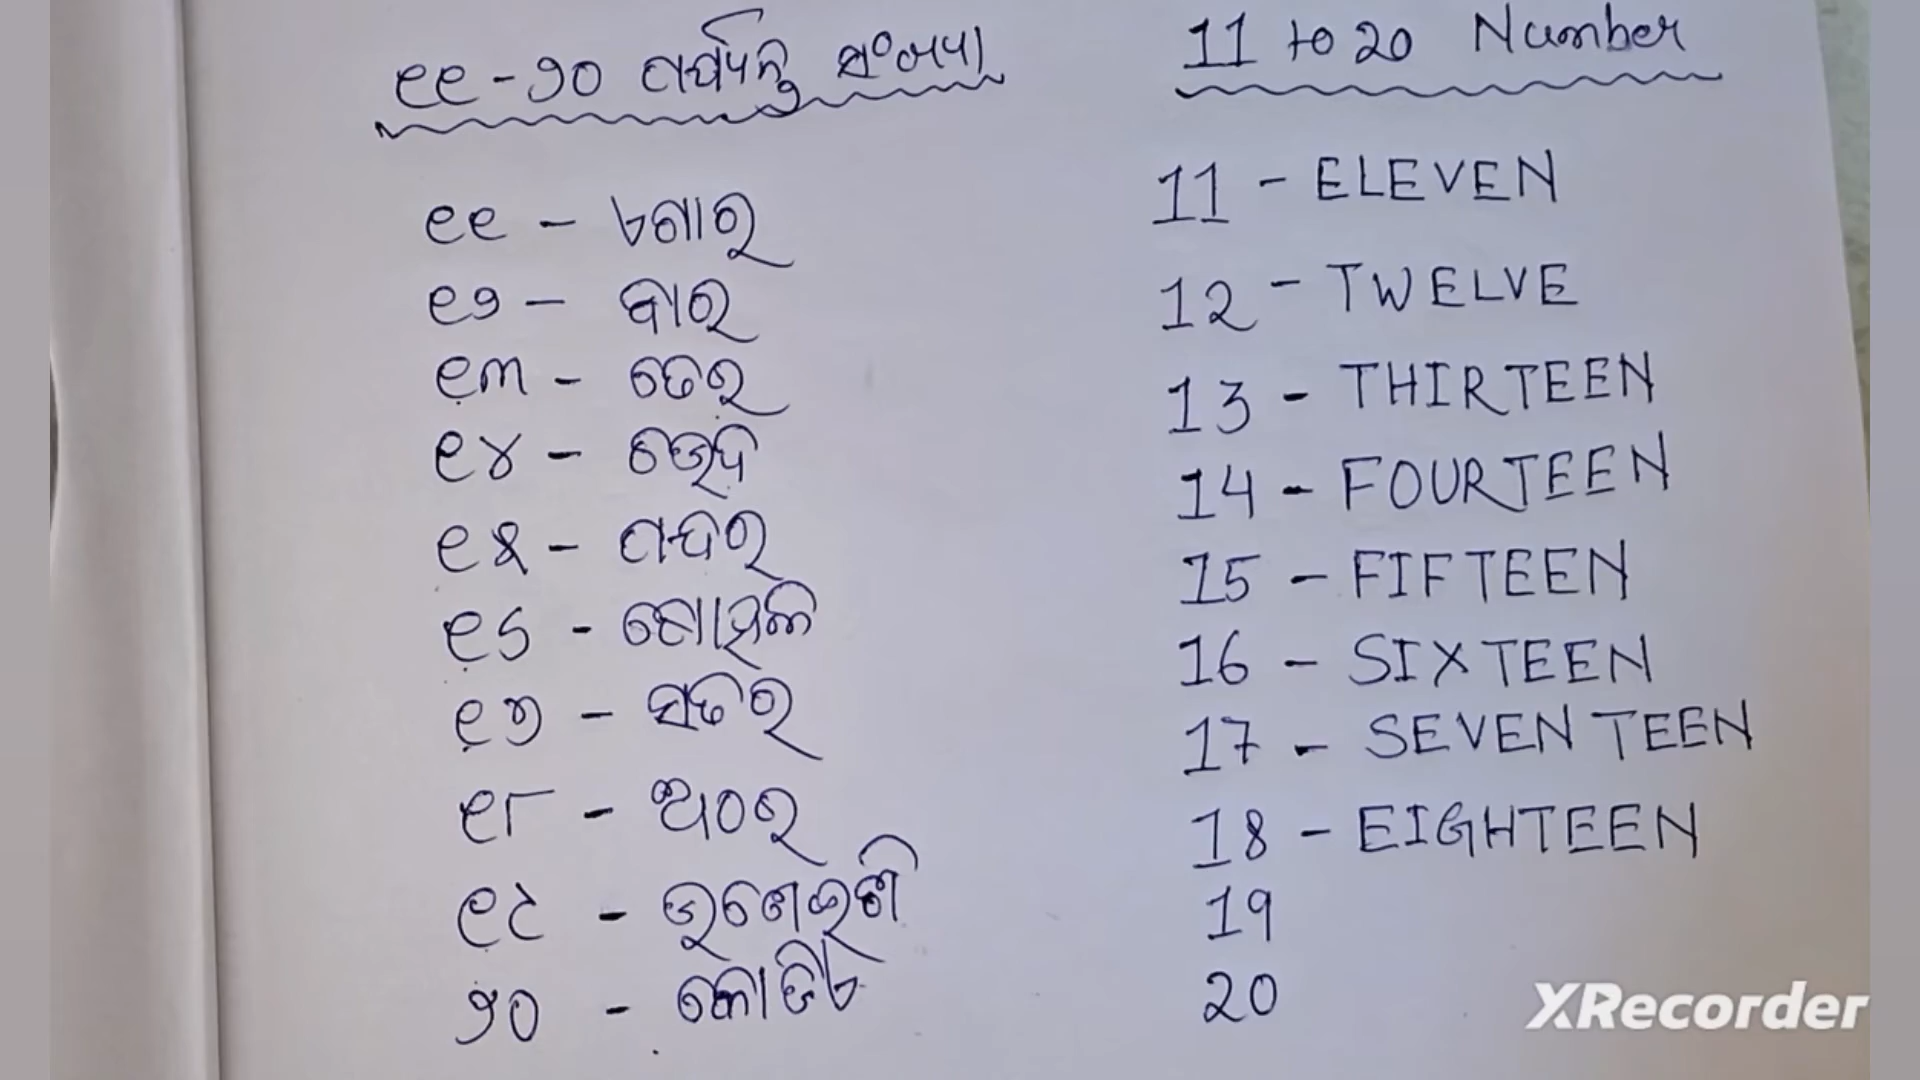 ୧୧-୨୦ ପର୍ଯ୍ୟନ୍ତ ସଂଖ୍ୟା
୧୧ - ଏଗାର
୧୨ - ବାର
୧୩ - ତେର
୧୪ - ଚଉଦ
୧୫ - ପନ୍ଦର
୧୬ - ଷୋହଳ
୧୭ - ସତର
୧୮ - ଅଠର
୧୯ - ଉଣେଇଶି
୨୦ - କୋଡିଏ
11 to 20 Number
11 - ELEVEN
12 - TWELVE
13 - THIRTEEN
14 - FOURTEEN
15 - FIFTEEN
16 - SIXTEEN
17 - SEVEN TEEN
18 - EIGHTEEN
19
20
XRecorder